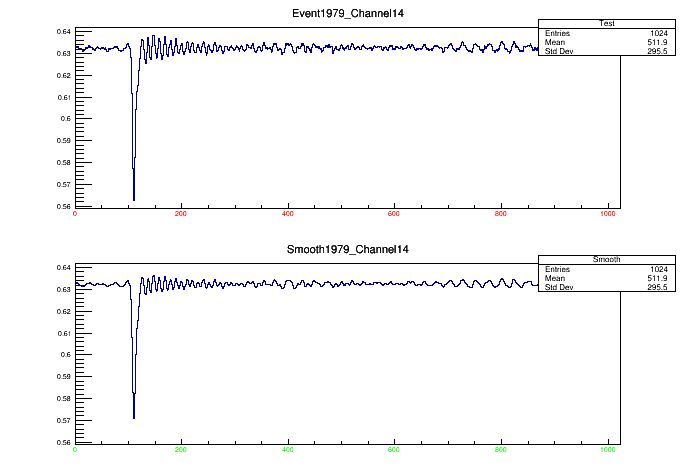 Event1979_Channel14
Test
Entries 1024
Mean 511.9
Std Dev 295.5
0.64
0.63
0.62
0.61
0.6
0.59
0.58
0.57
0.56
0 200 400 600 800 1000
Smooth1979_Channel14
Smooth
Entries 1024
Mean 511.9
Std Dev 295.5
0.64
0.63
0.62
0.61
0.6
0.59
0.58
0.57
0.56
0 200 400 600 800 1000